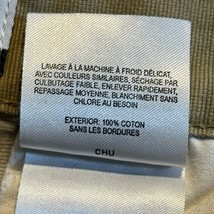 LAVAGE À LA MACHINE À FROID DÉLICAT,
AVEC COULEURS SIMILAIRES, SÉCHAGE PAR
CULBUTAGE FAIBLE, ENLEVER RAPIDEMENT,
REPASSAGE MOYENNE, BLANCHIMENT SANS
CHLORE AU BESOIN
EXTERIOR: 100% COTON
SANS LES BORDURES
CHU